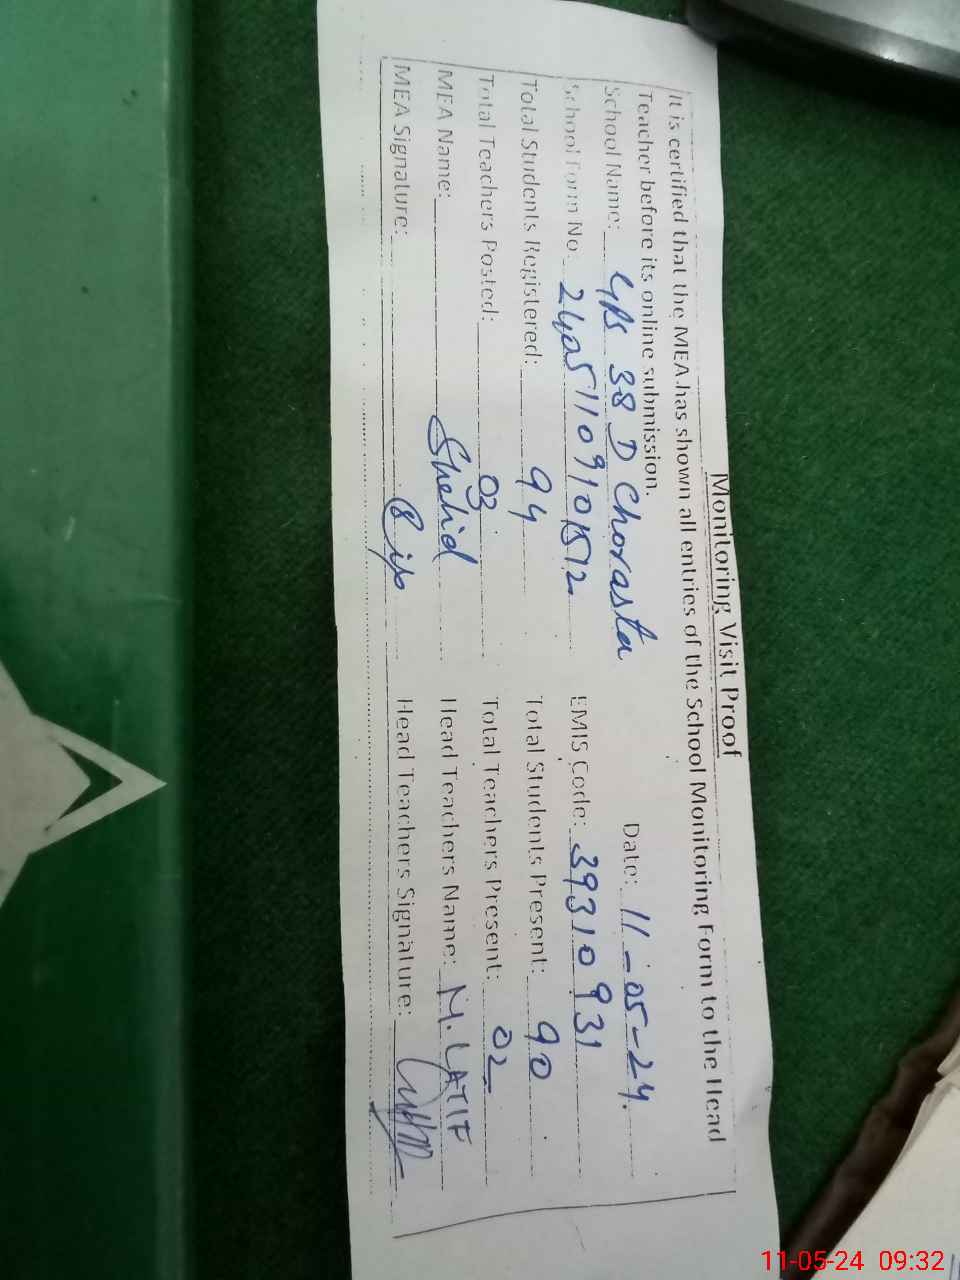 Monitoring Visit Proof
It is certified that the MEA has shown all entries of the School Monitoring Form to the Head
Teacher before its online submission.
Date: 11-05-24.
School Name: GPS 38 D Chorasta
School Form No: EMIS Code: 39310931
Total Students Registered: 94 Total Students Present: 90
Total Teachers Posted: 03 Total Teachers Present: 02
MEA Name: Shahid Head Teachers Name: M. LATIF
MEA Signature: Head Teachers Signature:
11-05-24 09:32